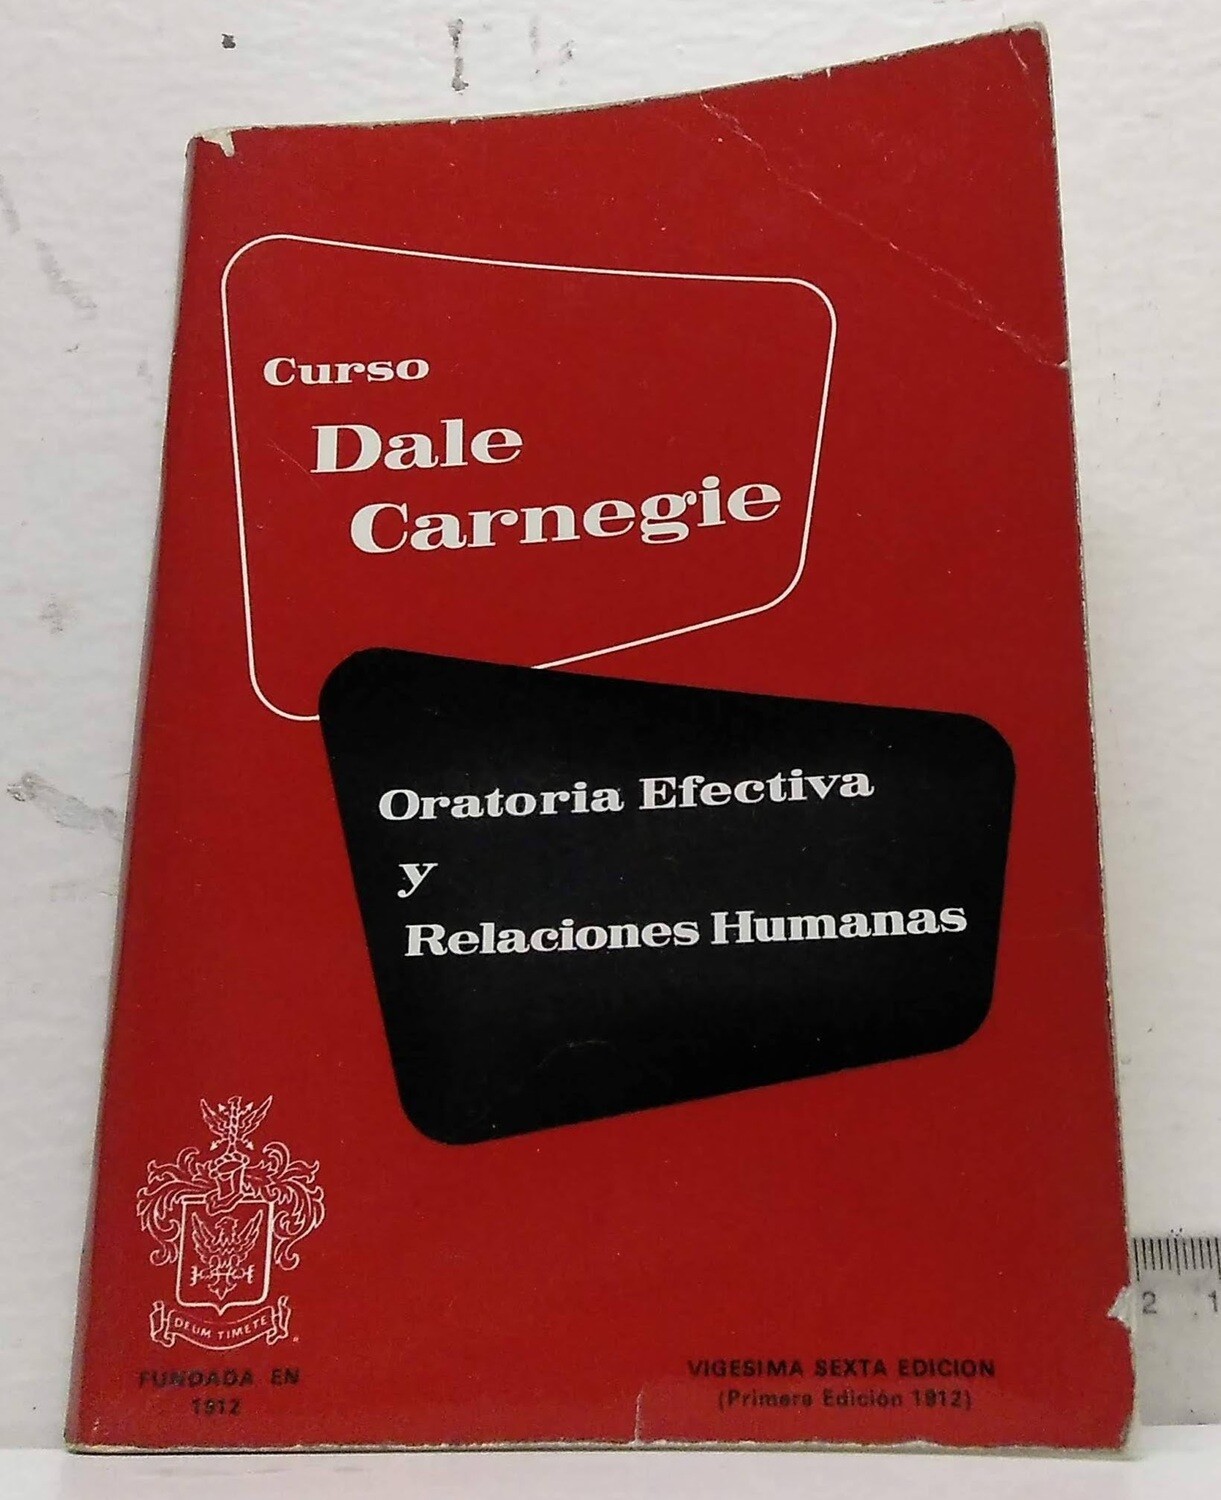 Curso
Dale
Carnegie
Oratoria Efectiva
y
Relaciones Humanas
DEUM TIMETE
FUNDADA EN
1912
VIGESIMA SEXTA EDICION
(Primera Edición 1912)
2 1